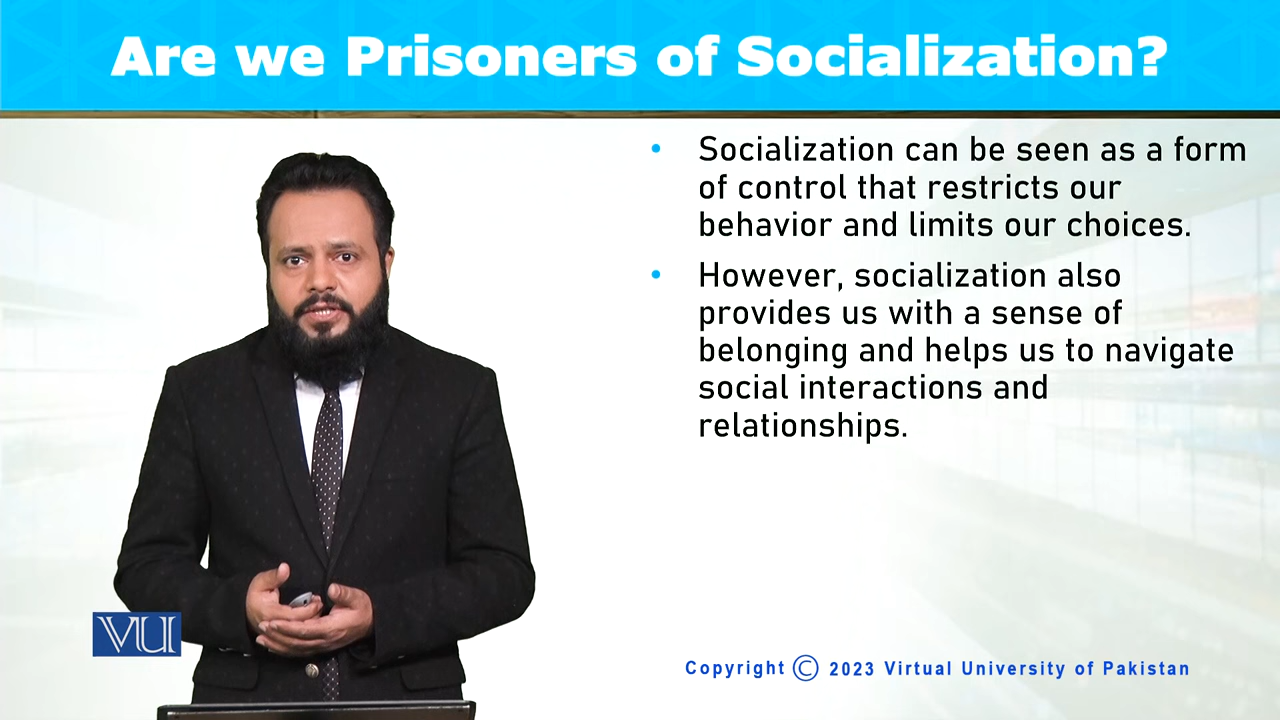 Are we Prisoners of Socialization?
• Socialization can be seen as a form
of control that restricts our
behavior and limits our choices.
• However, socialization also
provides us with a sense of
belonging and helps us to navigate
social interactions and
relationships.
VU
Copyright © 2023 Virtual University of Pakistan